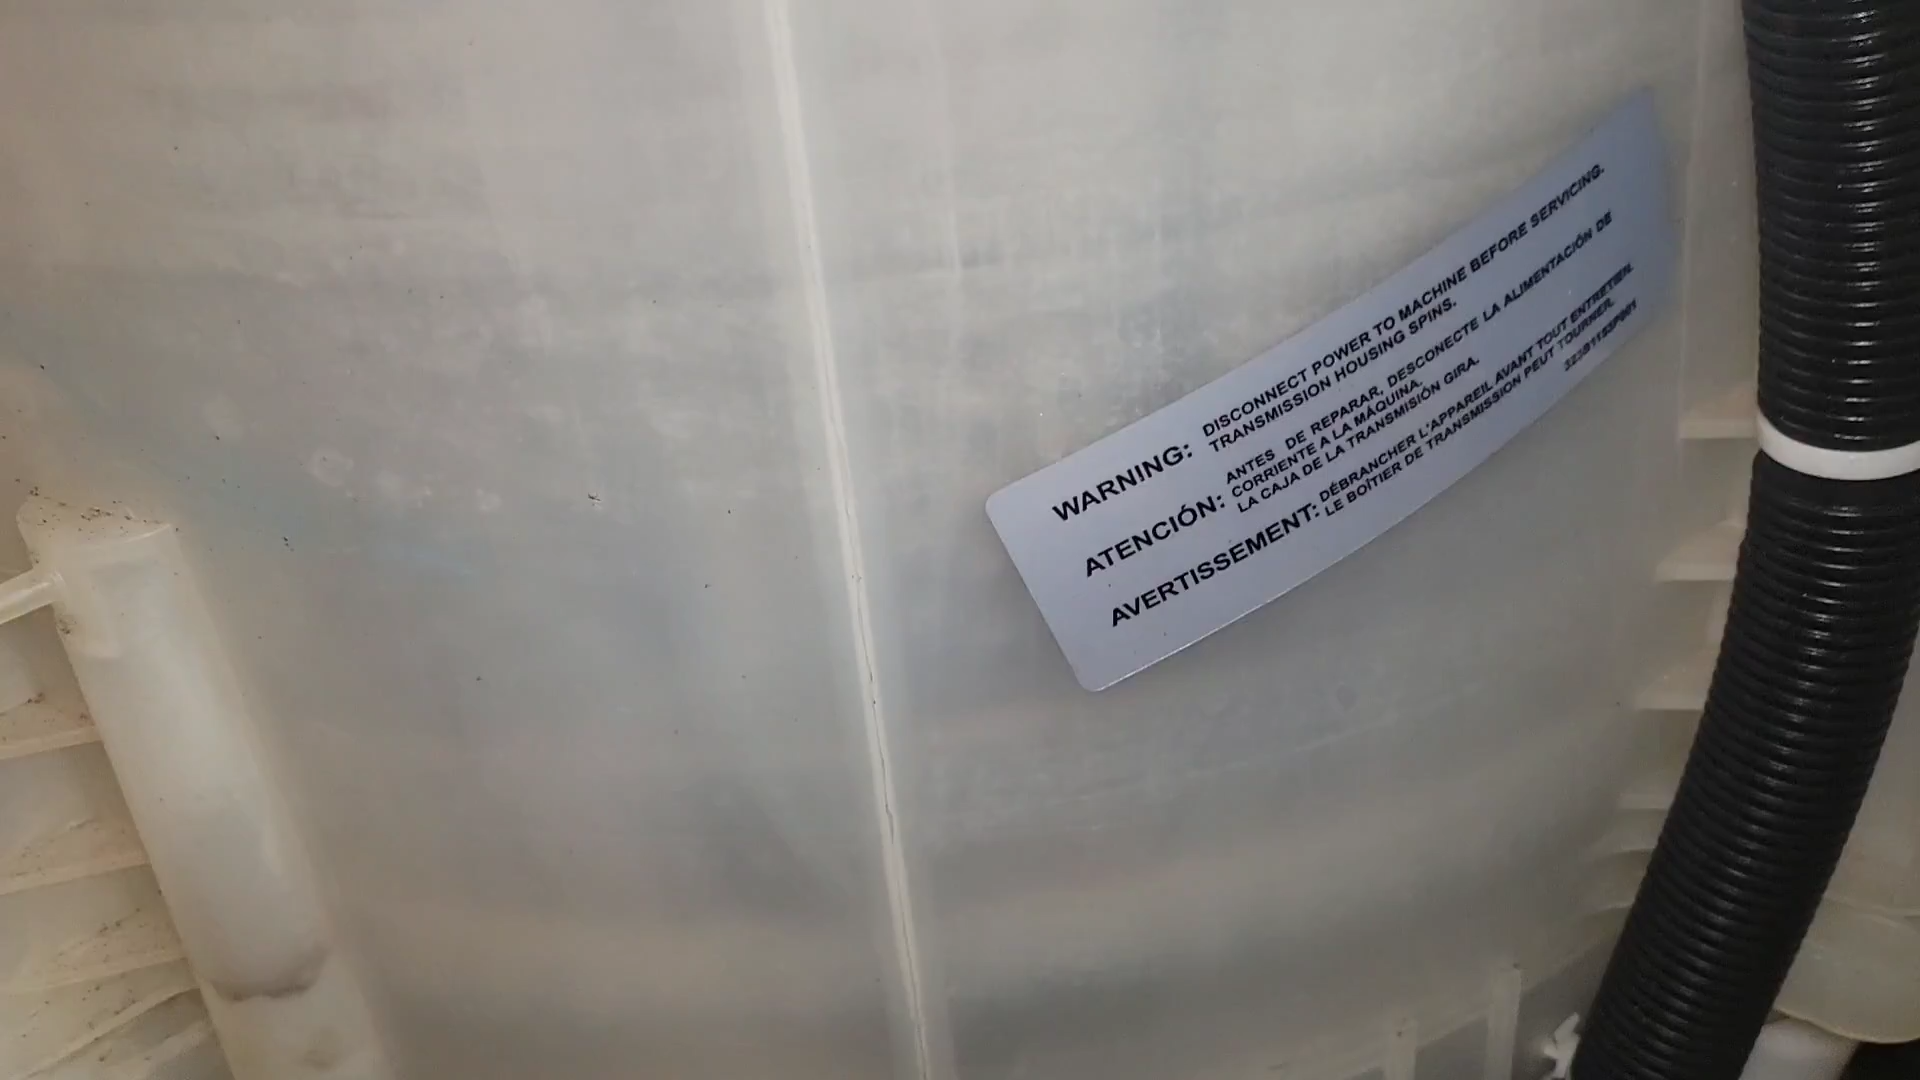 WARNING: DISCONNECT POWER TO MACHINE BEFORE SERVICING.
TRANSMISSION HOUSING SPINS.
ATENCIÓN: ANTES DE REPARAR, DESCONECTE LA ALIMENTACIÓN DE
CORRIENTE A LA MÁQUINA.
LA CAJA DE LA TRANSMISIÓN GIRA.
AVERTISSEMENT: DÉBRANCHER L'APPAREIL AVANT TOUT ENTRETIEN.
LE BOÎTIER DE TRANSMISSION PEUT TOURNER.